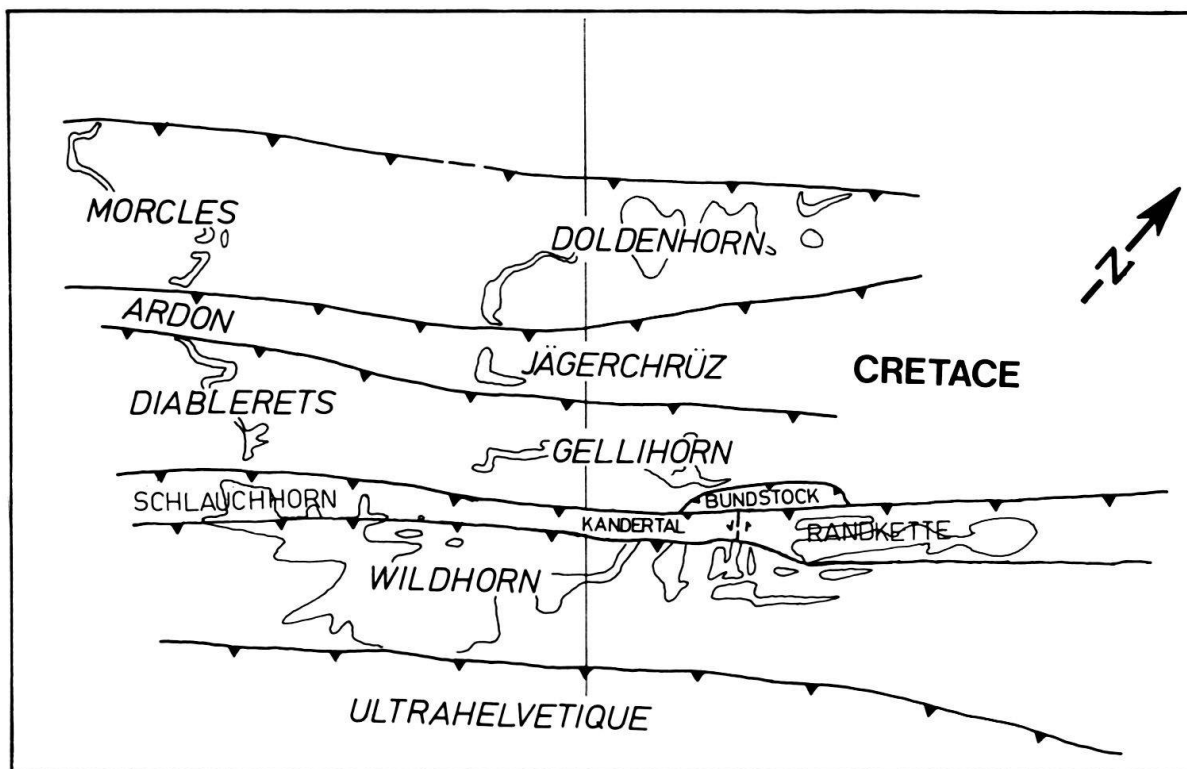 MORCLES
DOLDENHORN
N
ARDON
JÄGERCHRÜZ
CRETACE
DIABLERETS
GELLIHORN
SCHLAUCHHORN
BUNDSTOCK
KANDERTAL
RANDKETTE
WILDHORN
ULTRAHELVETIQUE